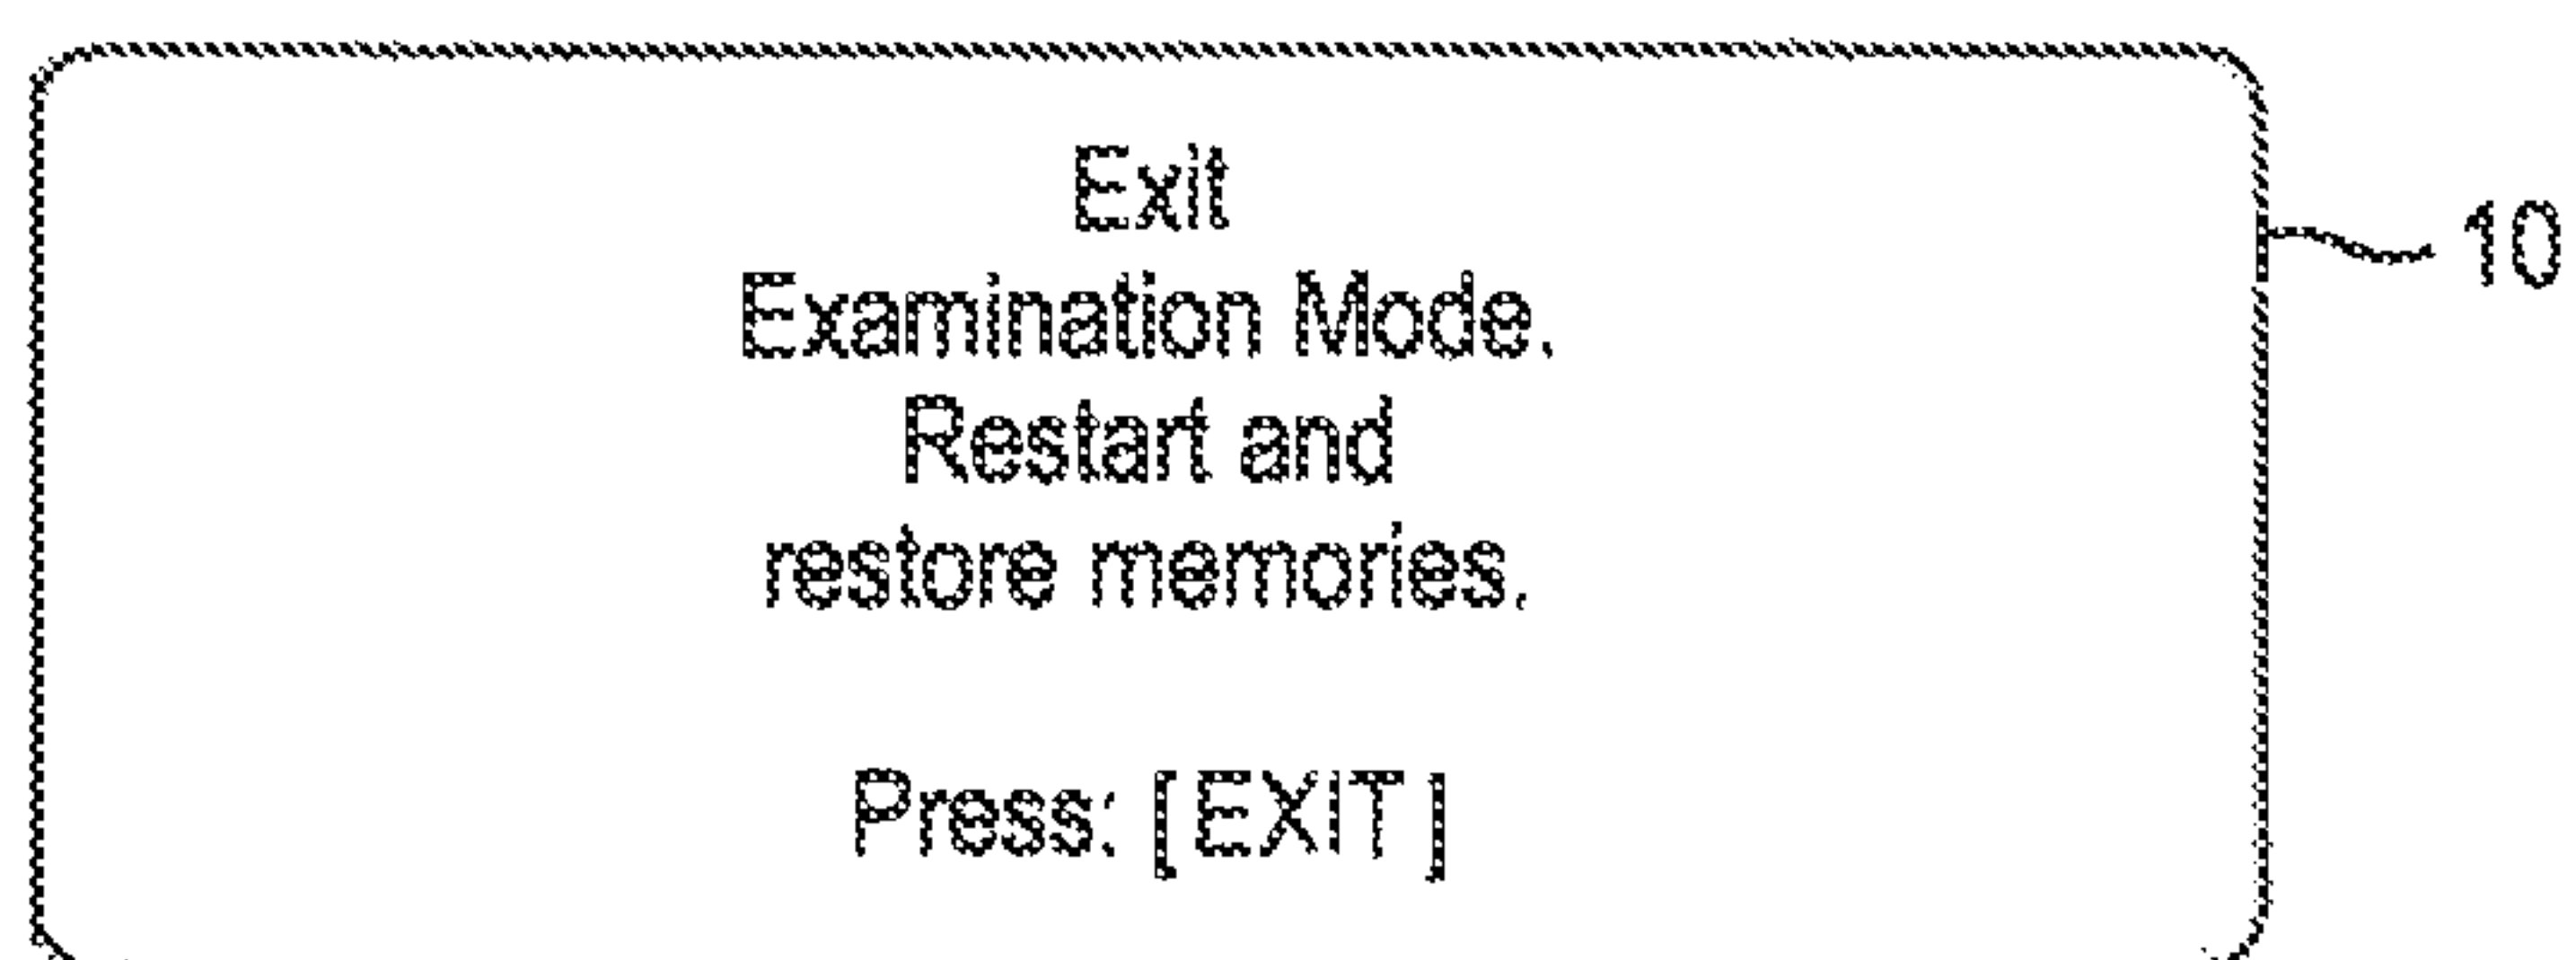 Exit
Examination Mode.
Restart and
restore memories.
Press: [EXIT]
10